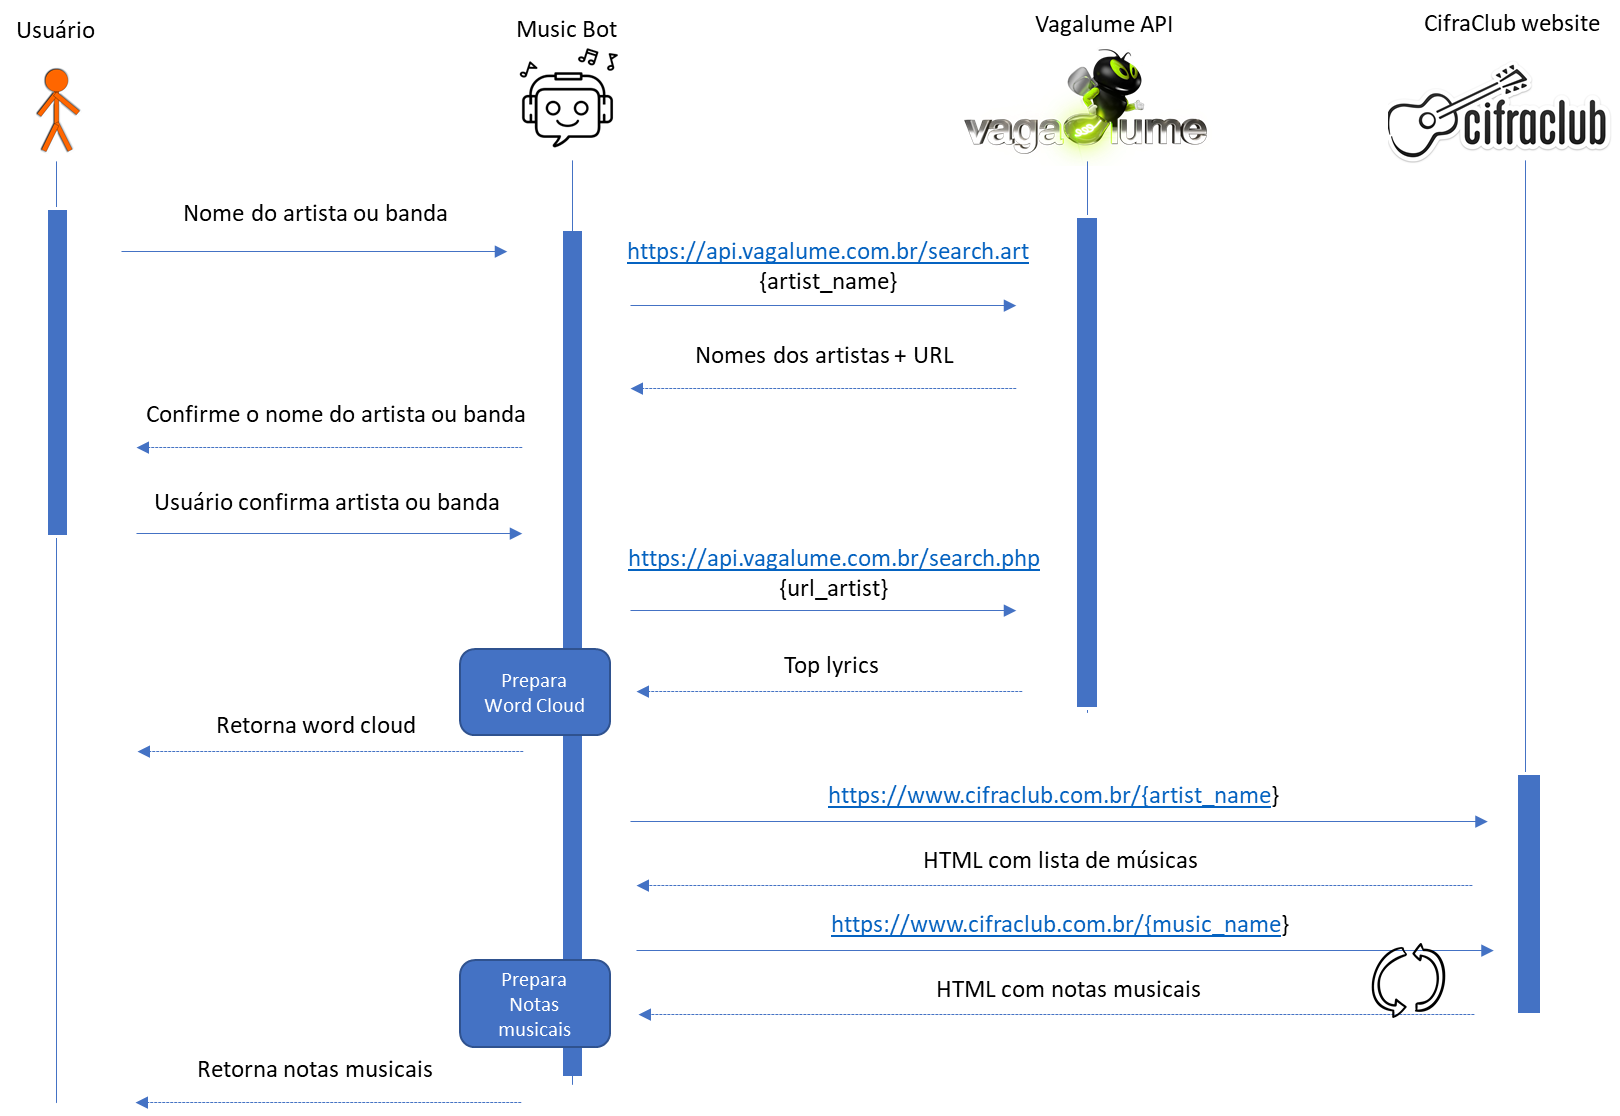 Usuário
Music Bot
Vagalume API
CifraClub website
vagalume
cifraclub
Nome do artista ou banda
https://api.vagalume.com.br/search.art
{artist_name}
Nomes dos artistas + URL
Confirme o nome do artista ou banda
Usuário confirma artista ou banda
https://api.vagalume.com.br/search.php
{url_artist}
Top lyrics
Prepara
Word Cloud
Retorna word cloud
https://www.cifraclub.com.br/{artist_name}
HTML com lista de músicas
https://www.cifraclub.com.br/{music_name}
Prepara
Notas
musicais
HTML com notas musicais
Retorna notas musicais